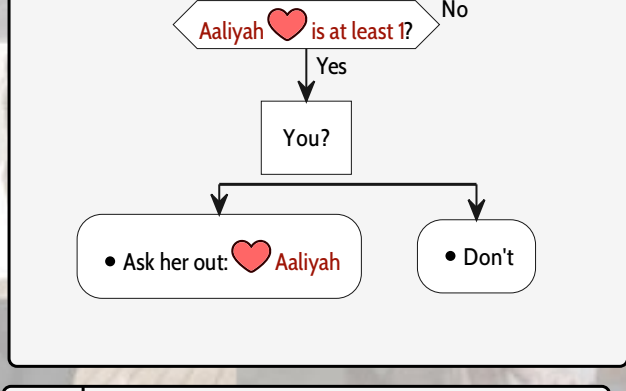 No
Aaliyah is at least 1?
Yes
You?
• Ask her out: Aaliyah
• Don't